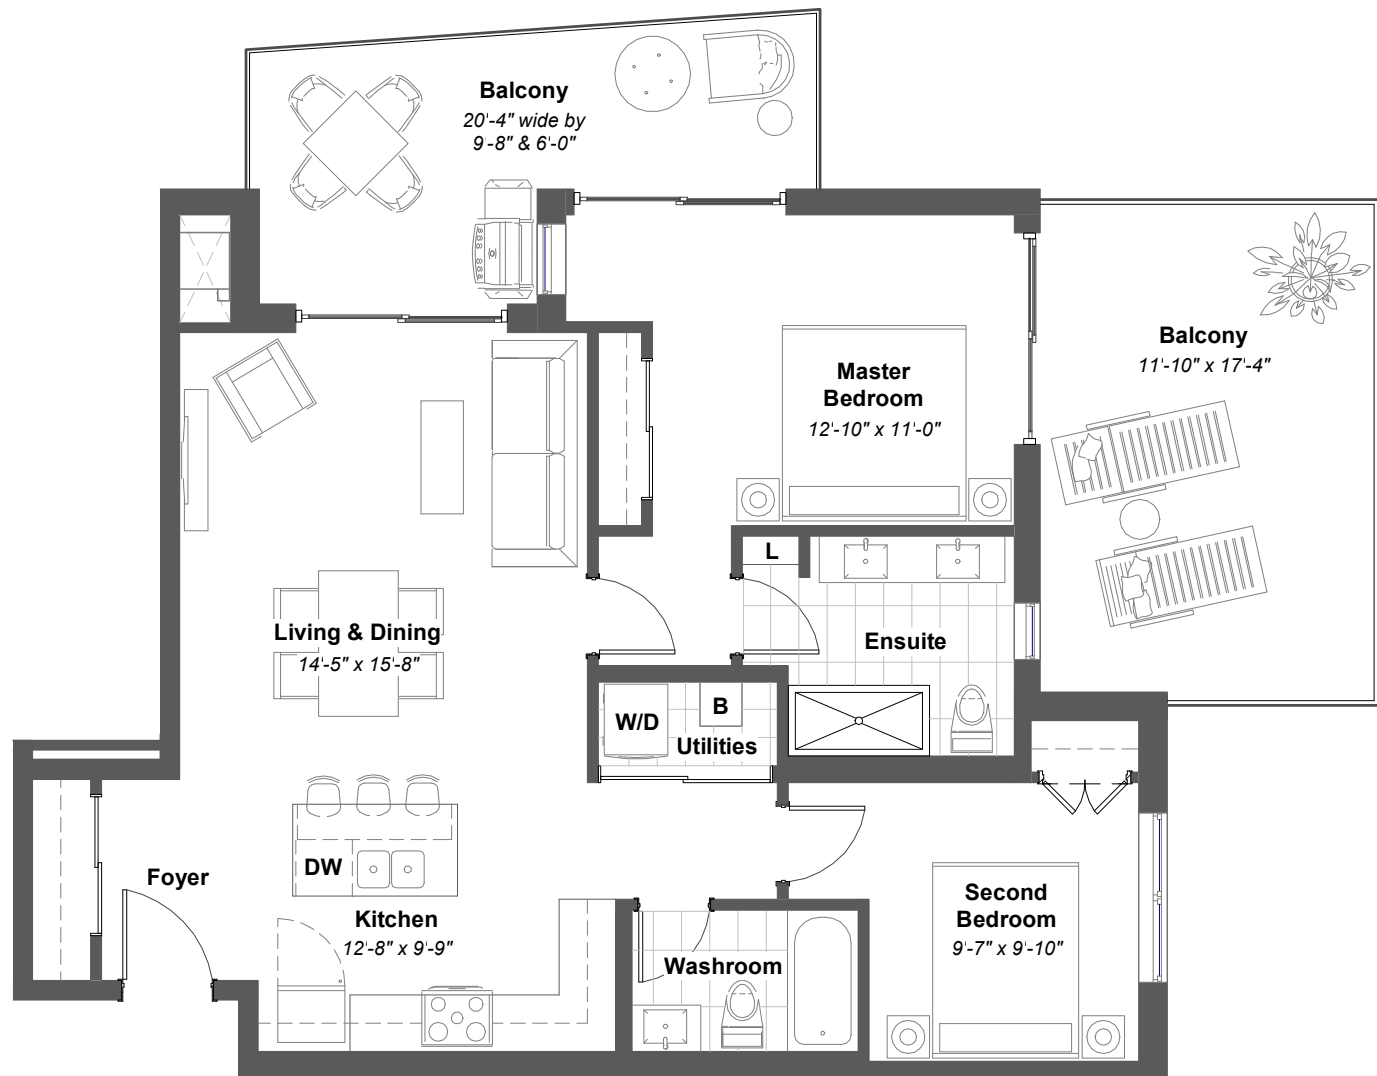 Balcony
20'-4" wide by
9'-8" & 6'-0"
Balcony
11'-10" x 17'-4"
Master
Bedroom
12'-10" x 11'-0"
L
Living & Dining
14'-5" x 15'-8"
Ensuite
W/D
B
Utilities
Foyer
DW
Kitchen
12'-8" x 9'-9"
Second
Bedroom
9'-7" x 9'-10"
Washroom